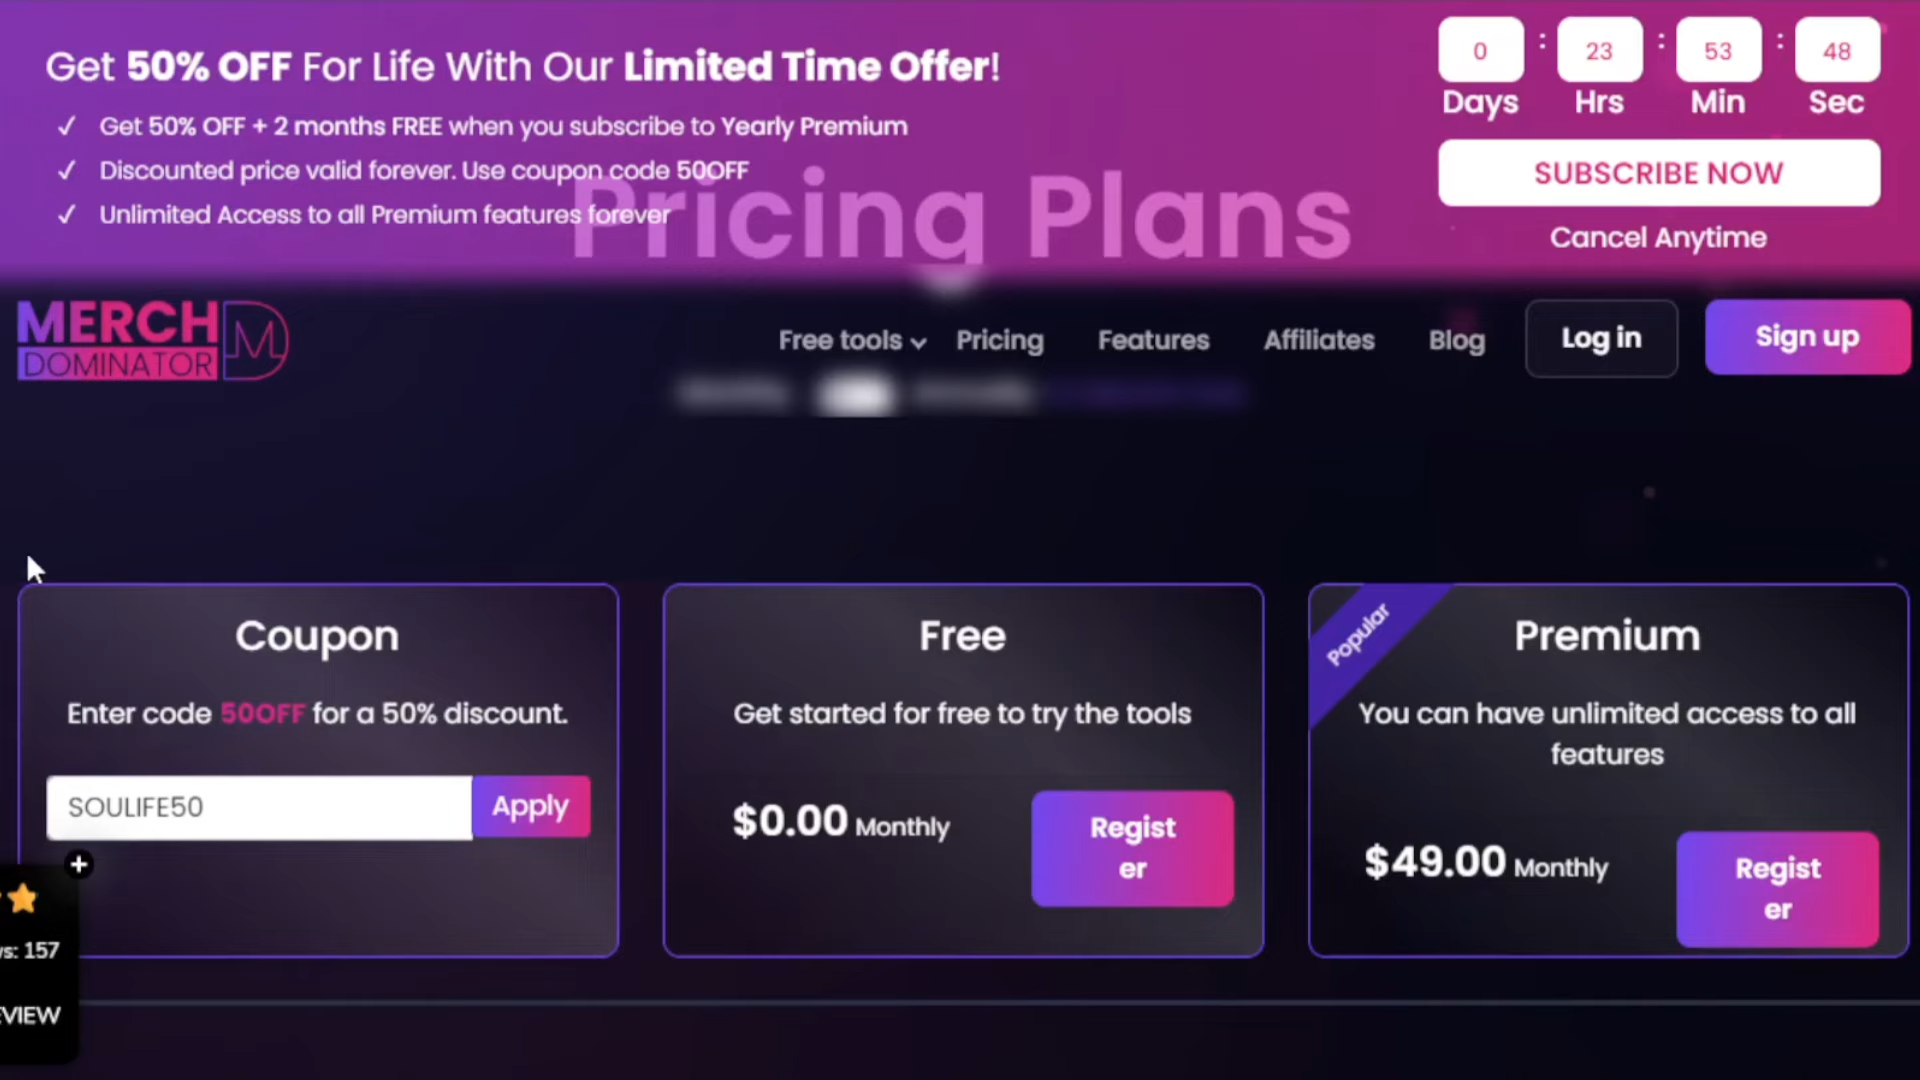 Get 50% OFF For Life With Our Limited Time Offer!
✓ Get 50% OFF + 2 months FREE when you subscribe to Yearly Premium
✓ Discounted price valid forever. Use coupon code 50OFF
✓ Unlimited Access to all Premium features forever
0 : 23 : 53 : 48
Days Hrs Min Sec
SUBSCRIBE NOW
Cancel Anytime
Pricing Plans
MERCH
DOMINATOR DM
Free tools Pricing Features Affiliates Blog Log in Sign up
Coupon
Enter code 50OFF for a 50% discount.
SOULIFE50 Apply
Free
Get started for free to try the tools
$0.00 Monthly
Regist
er
Popular
Premium
You can have unlimited access to all
features
$49.00 Monthly
Regist
er
: 157